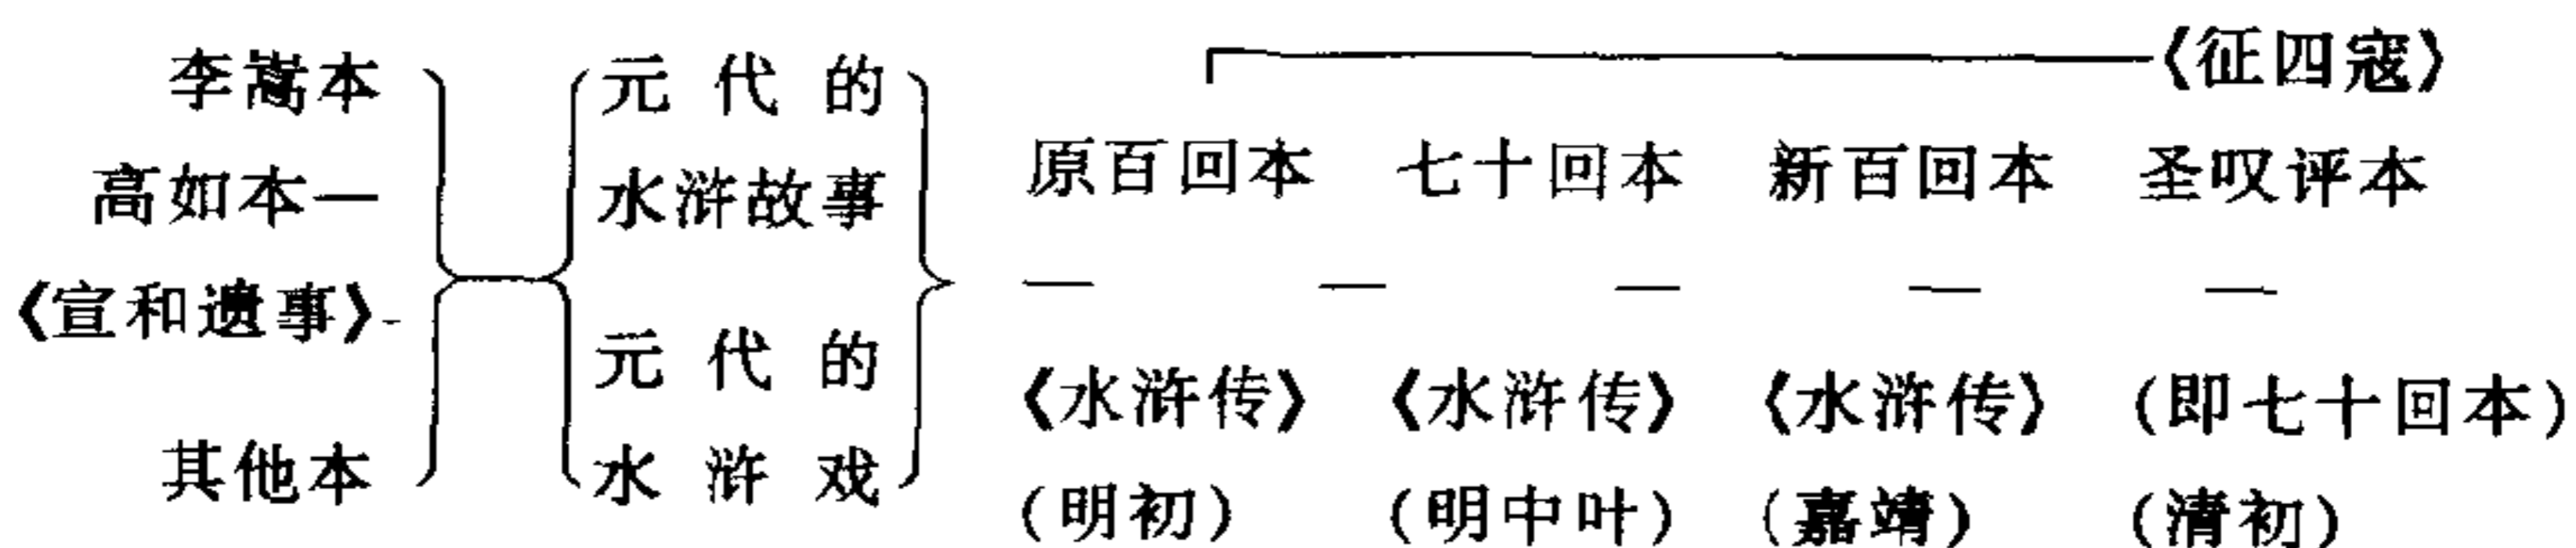 李嵩本
高如本—
《宣和遗事》-
其他本
元代的
水浒故事
元代的
水浒戏
《征四寇》
原百回本 七十回本 新百回本 圣叹评本
— — — — —
《水浒传》 《水浒传》 《水浒传》 (即七十回本)
(明初) (明中叶) (嘉靖) (清初)